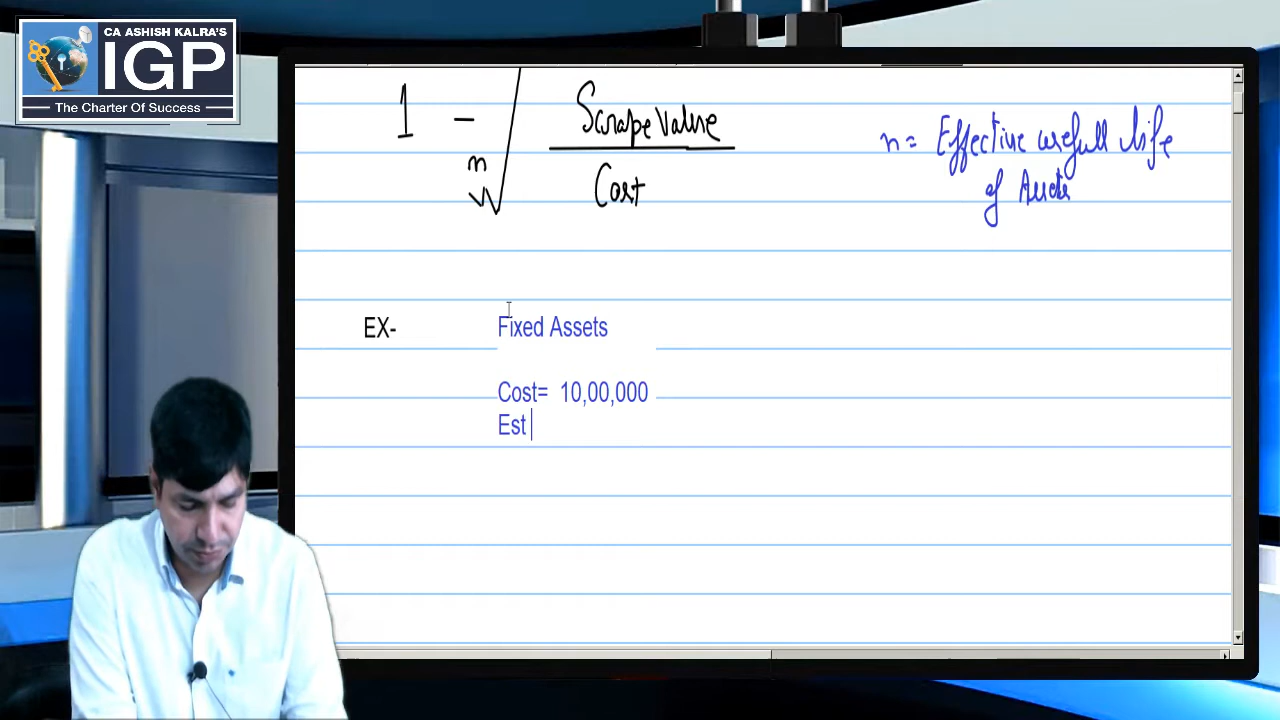 CA ASHISH KALRA'S
IGP
The Charter Of Success
1 - n√ Scrape Value
Cost
n = Effective usefull life
of Assets
EX- Fixed Assets
Cost= 10,00,000
Est